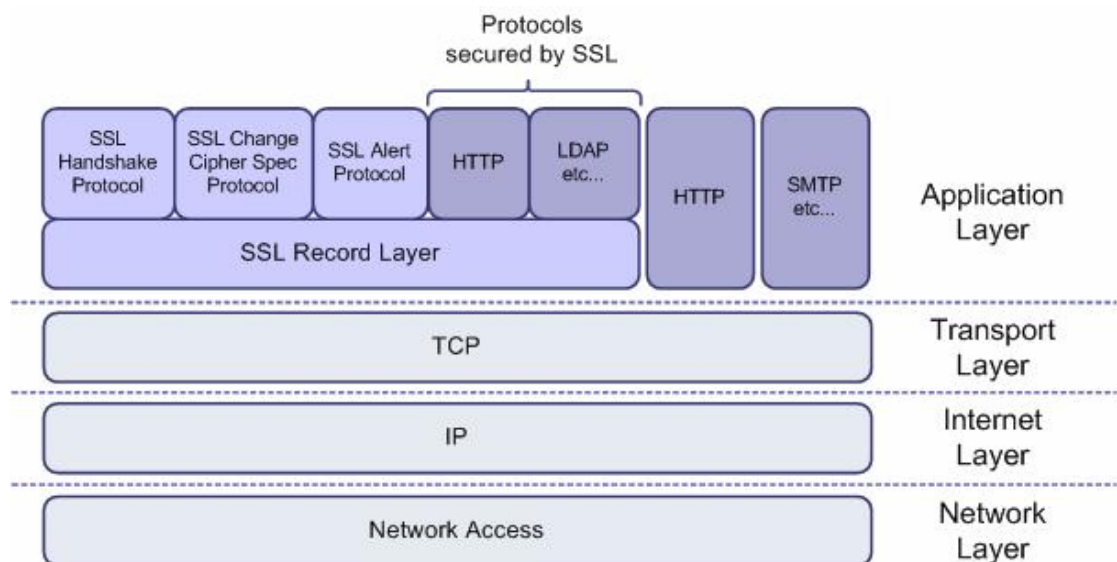 Protocols
secured by SSL
SSL
Handshake
Protocol
SSL Change
Cipher Spec
Protocol
SSL Alert
Protocol
HTTP
LDAP
etc...
HTTP
SMTP
etc...
Application
Layer
SSL Record Layer
TCP
Transport
Layer
IP
Internet
Layer
Network Access
Network
Layer